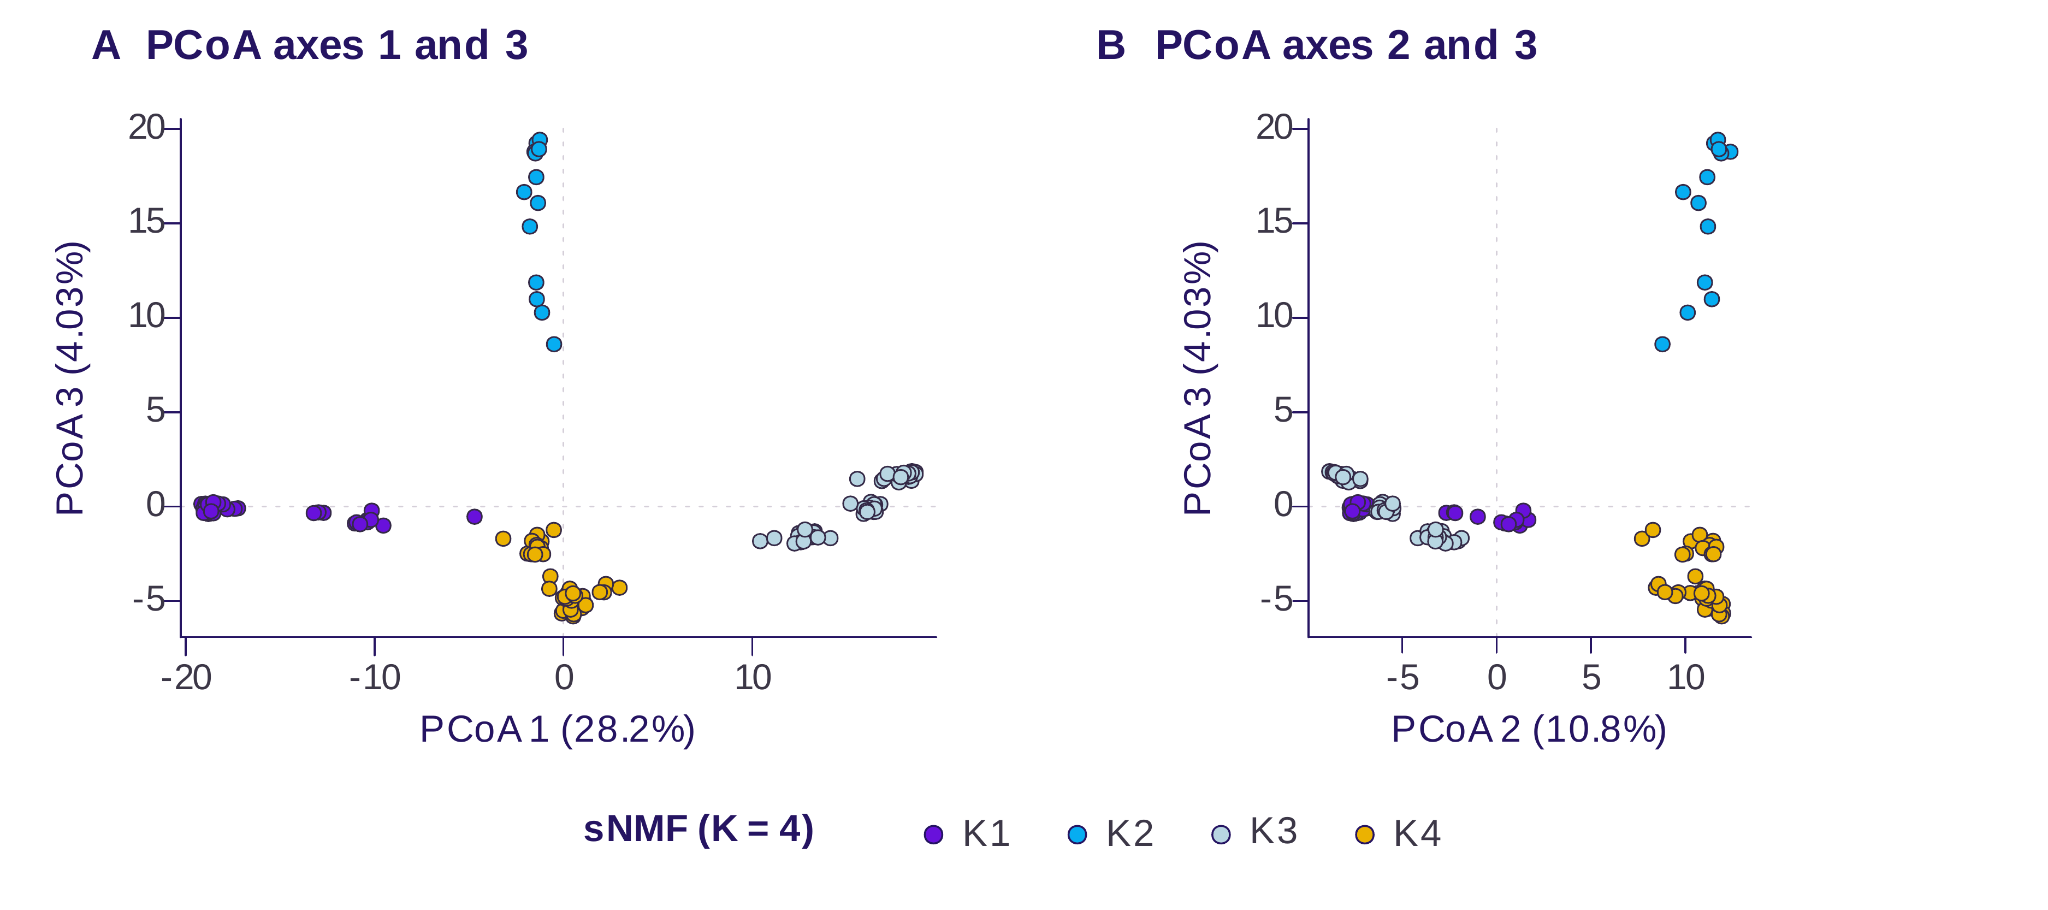 A PCoA axes 1 and 3
20
15
10
5
0
-5
PCoA 3 (4.03%)
-20 -10 0 10
PCoA 1 (28.2%)
B PCoA axes 2 and 3
20
15
10
5
0
-5
PCoA 3 (4.03%)
-5 0 5 10
PCoA 2 (10.8%)
sNMF (K = 4) K1 K2 K3 K4